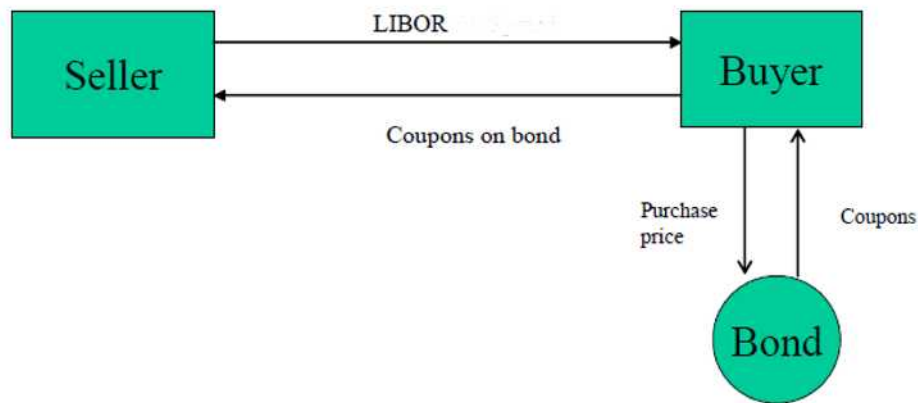 LIBOR
Seller
Buyer
Coupons on bond
Purchase
price
Coupons
Bond